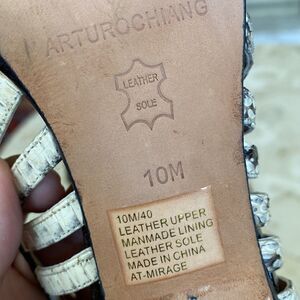 ARTUROCHIANG
LEATHER
SOLE
10M
10M/40
LEATHER UPPER
MANMADE LINING
LEATHER SOLE
MADE IN CHINA
AT-MIRAGE